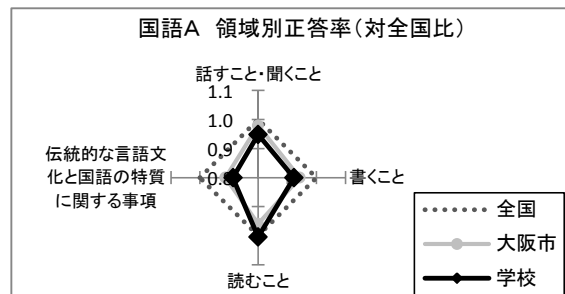 国語A 領域別正答率(対全国比)
話すこと・聞くこと
1.1
1.0
0.9
0.8
伝統的な言語文
化と国語の特質
に関する事項
書くこと
読むこと
全国
大阪市
学校